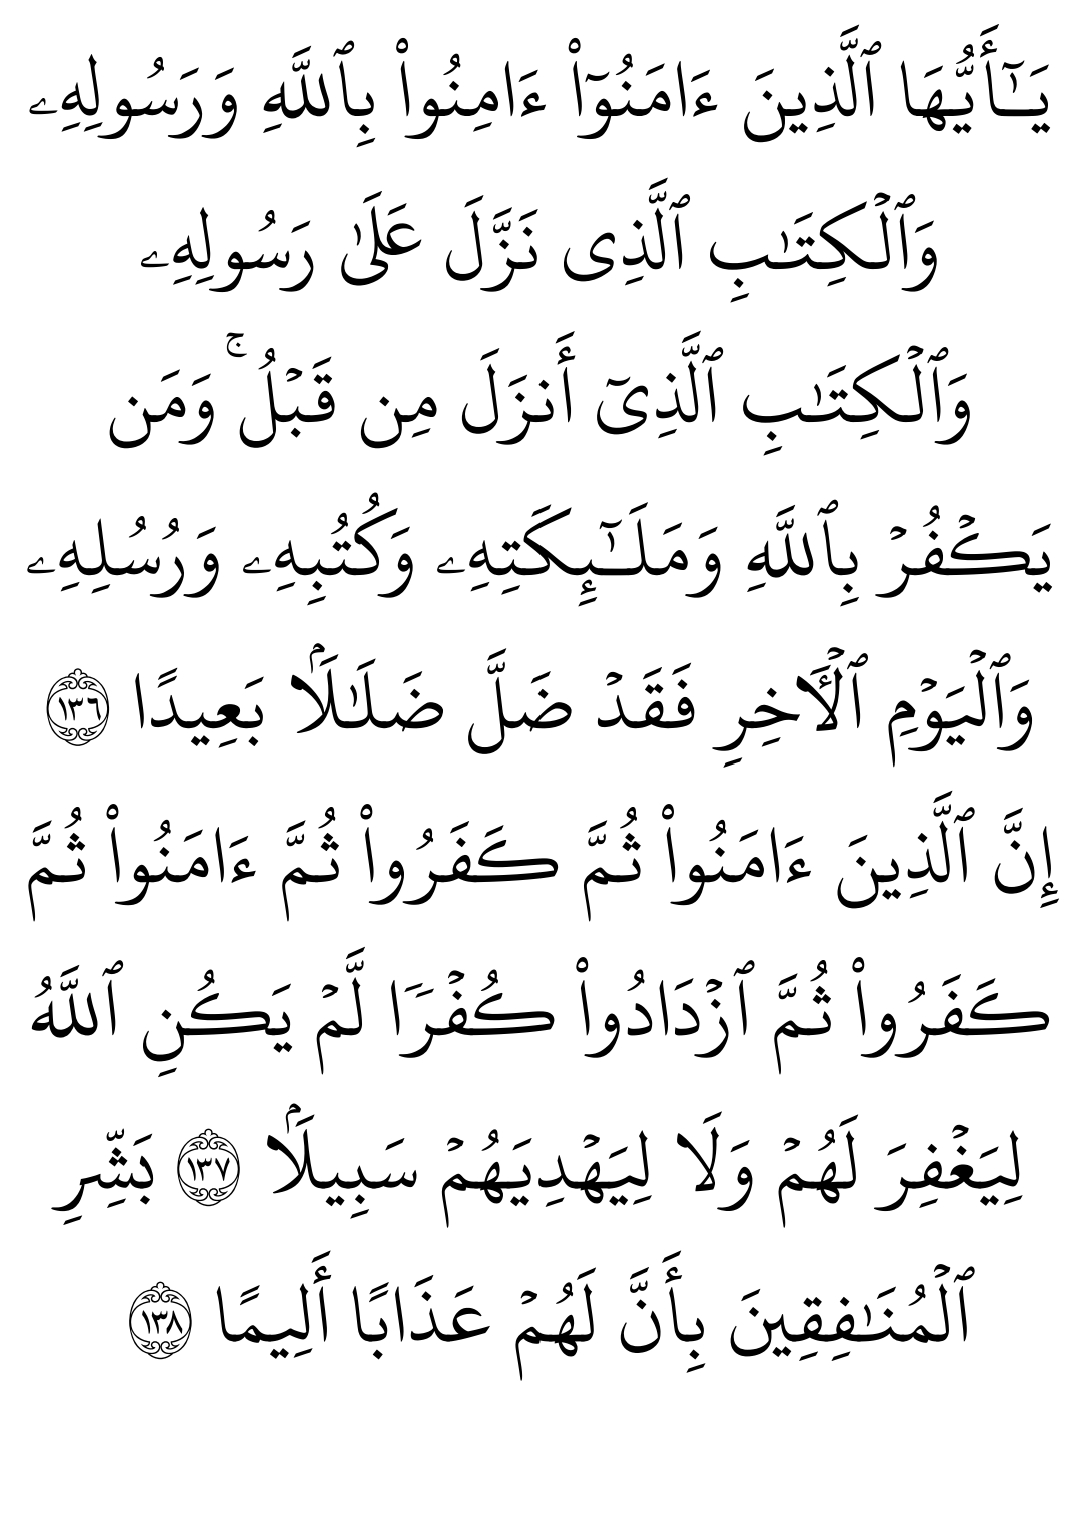 يَـٰٓأَيُّهَا ٱلَّذِينَ ءَامَنُوٓا۟ ءَامِنُوا۟ بِٱللَّهِ وَرَسُولِهِۦ
وَٱلْكِتَـٰبِ ٱلَّذِى نَزَّلَ عَلَىٰ رَسُولِهِۦ
وَٱلْكِتَـٰبِ ٱلَّذِىٓ أَنزَلَ مِن قَبْلُ ۚ وَمَن
يَكْفُرْ بِٱللَّهِ وَمَلَـٰٓئِكَتِهِۦ وَكُتُبِهِۦ وَرُسُلِهِۦ
وَٱلْيَوْمِ ٱلْـَٔاخِرِ فَقَدْ ضَلَّ ضَلَـٰلًۢا بَعِيدًا ١٣٦
إِنَّ ٱلَّذِينَ ءَامَنُوا۟ ثُمَّ كَفَرُوا۟ ثُمَّ ءَامَنُوا۟ ثُمَّ
كَفَرُوا۟ ثُمَّ ٱزْدَادُوا۟ كُفْرًا لَّمْ يَكُنِ ٱللَّهُ
لِيَغْفِرَ لَهُمْ وَلَا لِيَهْدِيَهُمْ سَبِيلًۢا ١٣٧ بَشِّرِ
ٱلْمُنَـٰفِقِينَ بِأَنَّ لَهُمْ عَذَابًا أَلِيمًا ١٣٨